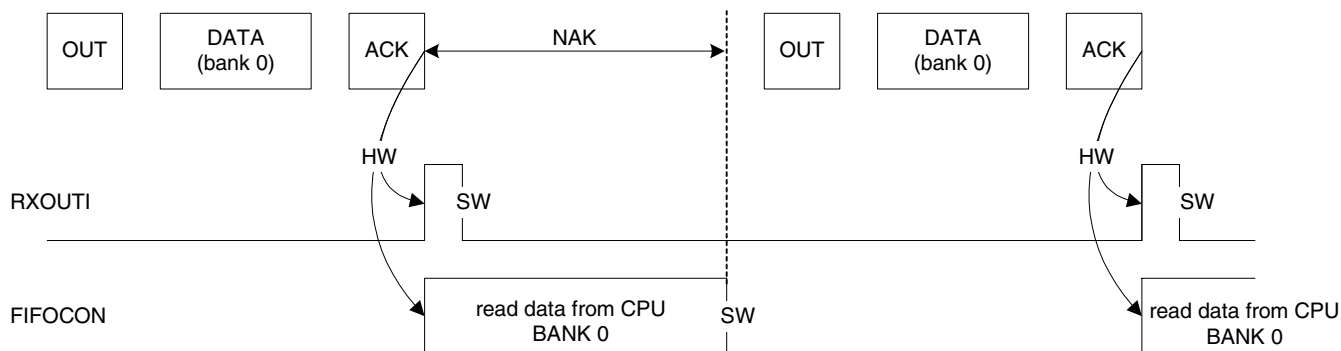 OUT
DATA
(bank 0)
ACK
NAK
OUT
DATA
(bank 0)
ACK
HW
HW
RXOUTI
SW
SW
FIFOCON
read data from CPU
BANK 0
SW
read data from CPU
BANK 0